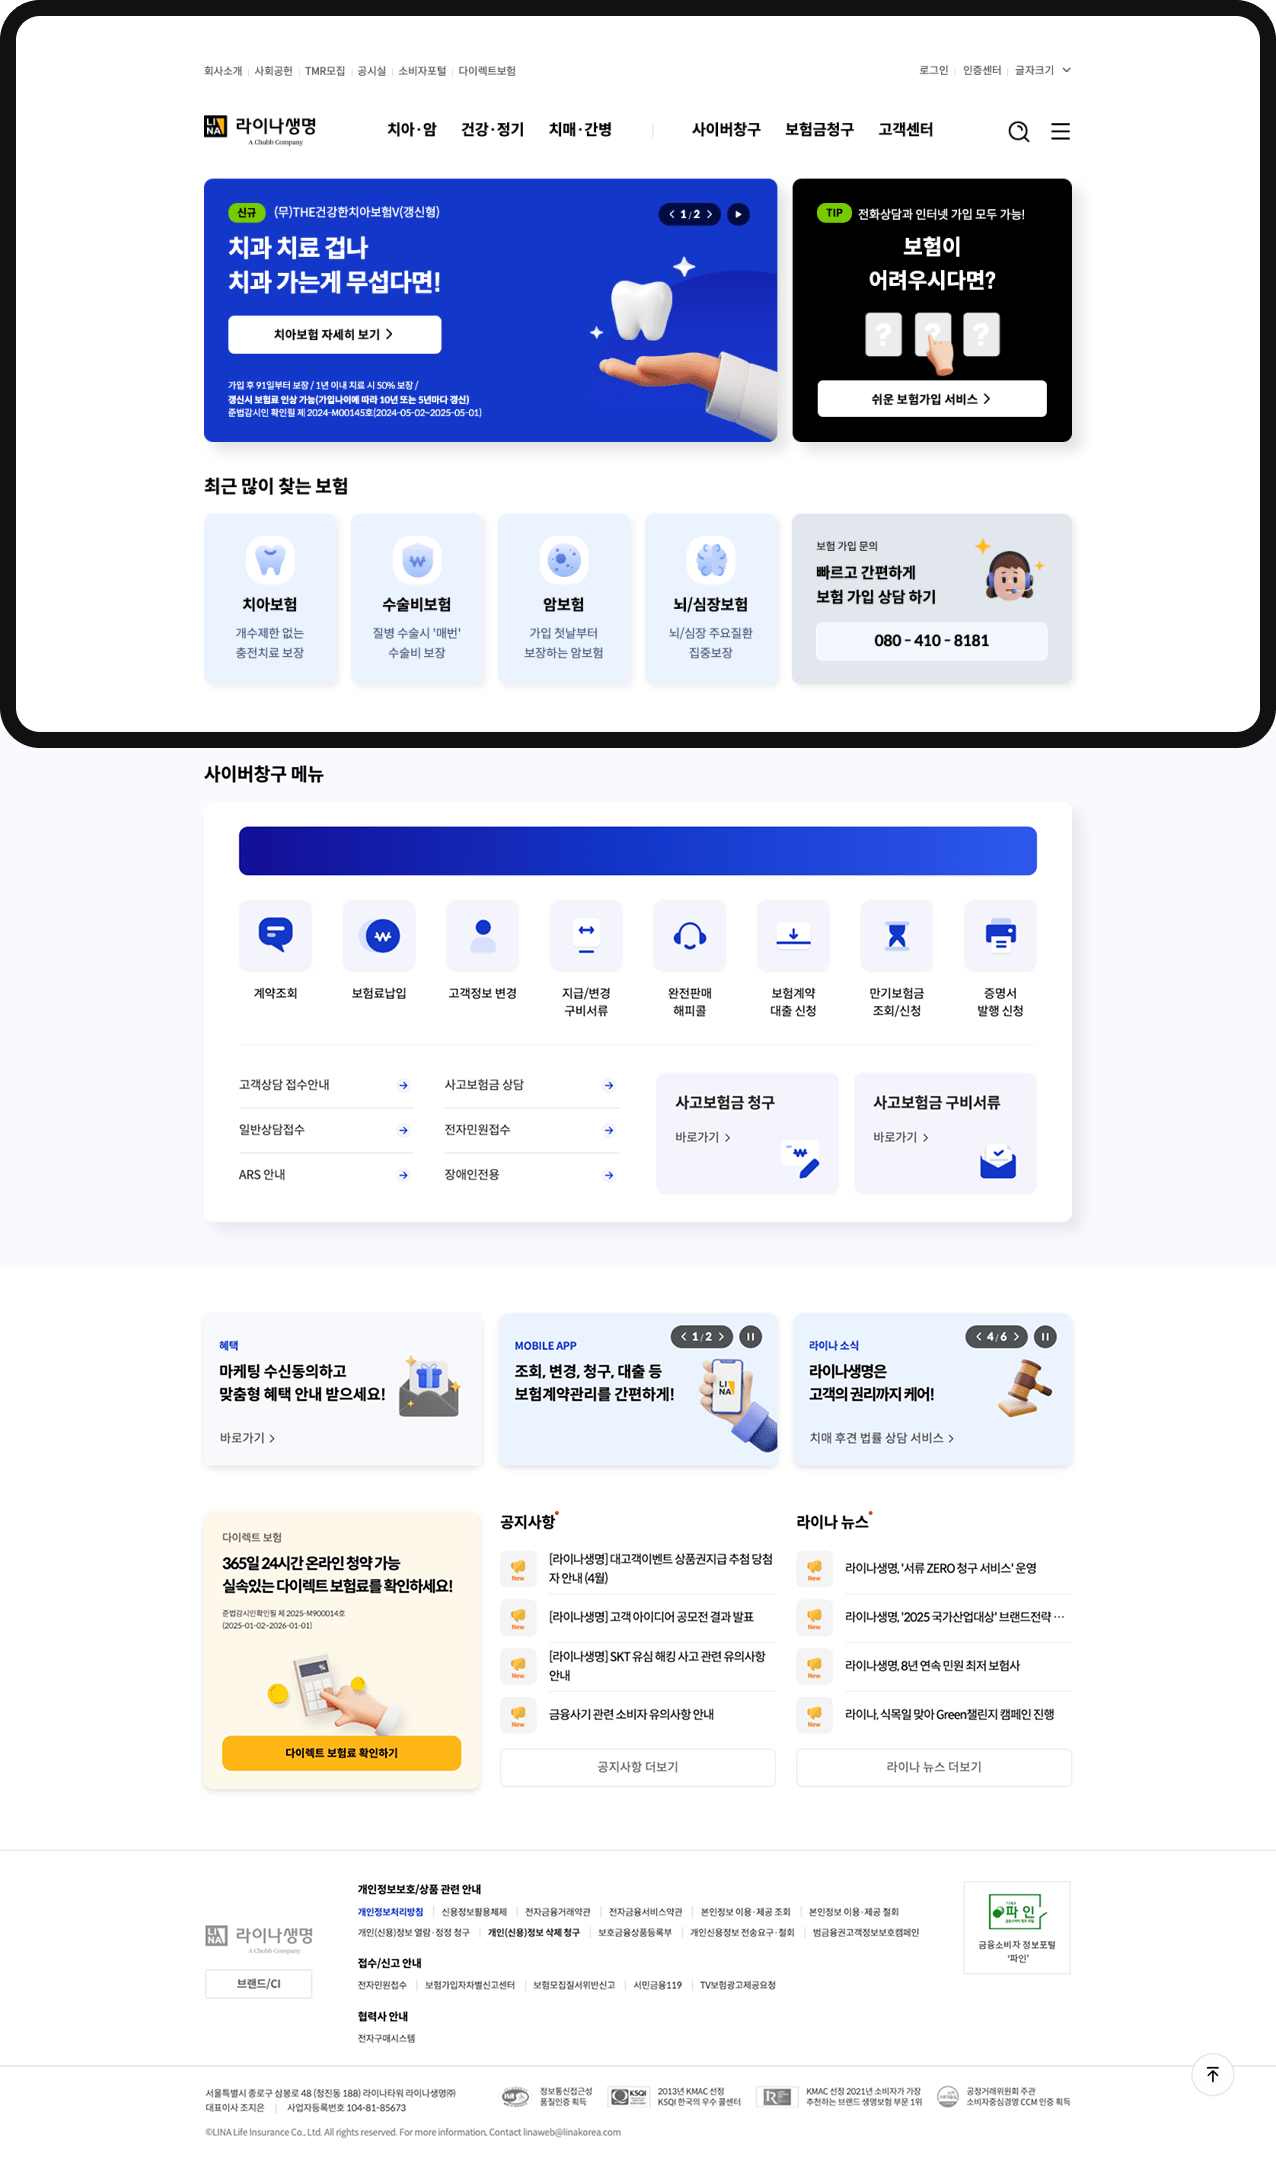 회사소개 사회공헌 TMR모집 공시실 소비자포털 다이렉트보험
로그인 인증센터 글자크기
LINA 라이나생명
A Chubb Company
치아·암 건강·정기 치매·간병 사이버창구 보험금청구 고객센터
신규 (무)THE건강한치아보험V(갱신형)
1/2
치과 치료 겁나
치과 가는게 무섭다면!
치아보험 자세히 보기
가입 후 91일부터 보장 / 1년 이내 치료 시 50% 보장 /
갱신시 보험료 인상 가능(가입나이에 따라 10년 또는 5년마다 갱신)
준법감시인 확인필 제 2024-M00145호(2024-05-02~2025-05-01)
TIP 전화상담과 인터넷 가입 모두 가능!
보험이
어려우시다면?
? ? ?
쉬운 보험가입 서비스
최근 많이 찾는 보험
치아보험
개수제한 없는
충전치료 보장
수술비보험
질병 수술시 '매번'
수술비 보장
암보험
가입 첫날부터
보장하는 암보험
뇌/심장보험
뇌/심장 주요질환
집중보장
보험 가입 문의
빠르고 간편하게
보험 가입 상담 하기
080 - 410 - 8181
사이버창구 메뉴
계약조회
보험료납입
고객정보 변경
지급/변경
구비서류
완전판매
해피콜
보험계약
대출 신청
만기보험금
조회/신청
증명서
발행 신청
고객상담 접수안내
일반상담접수
ARS 안내
사고보험금 상담
전자민원접수
장애인전용
사고보험금 청구
바로가기
사고보험금 구비서류
바로가기
혜택
마케팅 수신동의하고
맞춤형 혜택 안내 받으세요!
바로가기
MOBILE APP
1/2
조회, 변경, 청구, 대출 등
보험계약관리를 간편하게!
LINA
라이나 소식
4/6
라이나생명은
고객의 권리까지 케어!
치매 후견 법률 상담 서비스
다이렉트 보험
365일 24시간 온라인 청약 가능
실속있는 다이렉트 보험료를 확인하세요!
준법감시인확인필 제 2025-M900014호
(2025-01-02~2026-01-01)
다이렉트 보험료 확인하기
공지사항
New
[라이나생명] 대고객이벤트 상품권지급 추첨 당첨
자 안내 (4월)
New
[라이나생명] 고객 아이디어 공모전 결과 발표
New
[라이나생명] SKT 유심 해킹 사고 관련 유의사항
안내
New
금융사기 관련 소비자 유의사항 안내
공지사항 더보기
라이나 뉴스
New
라이나생명, '서류 ZERO 청구 서비스' 운영
New
라이나생명, '2025 국가산업대상' 브랜드전략 ···
New
라이나생명, 8년 연속 민원 최저 보험사
New
라이나, 식목일 맞아 Green챌린지 캠페인 진행
라이나 뉴스 더보기
LINA 라이나생명
A Chubb Company
브랜드/CI
개인정보보호/상품 관련 안내
개인정보처리방침 신용정보활용체제 전자금융거래약관 전자금융서비스약관 본인정보 이용·제공 조회 본인정보 이용·제공 철회
개인(신용)정보 열람·정정 청구 개인(신용)정보 삭제 청구 보호금융상품등록부 개인신용정보 전송요구·철회 범금융권고객정보보호캠페인
접수/신고 안내
전자민원접수 보험가입자차별신고센터 보험모집질서위반신고 서민금융119 TV보험광고제공요청
협력사 안내
전자구매시스템
파인
금융소비자 정보포털
'파인'
서울특별시 종로구 삼봉로 48 (청진동 188) 라이나타워 라이나생명㈜
대표이사 조지은 사업자등록번호 104-81-85673
정보통신접근성
품질인증 획득
KSQI
2013년 KMAC 선정
KSQI 한국의 우수 콜센터
KMAC 선정 2021년 소비자가 가장
추천하는 브랜드 생명보험 부문 1위
공정거래위원회 주관
소비자중심경영 CCM 인증 획득
©LINA Life Insurance Co., Ltd. All rights reserved. For more information, Contact linaweb@linakorea.com